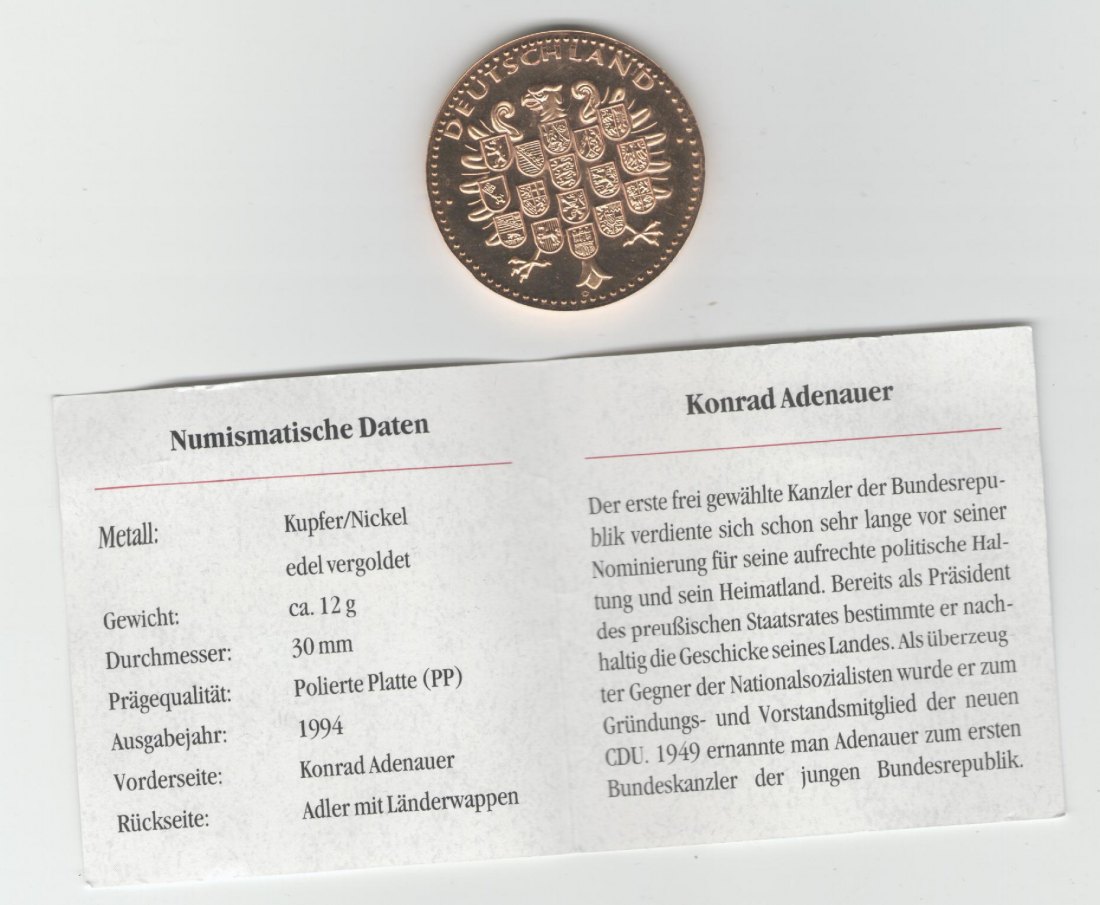 DEUTSCHLAND
Numismatische Daten
Metall: Kupfer/Nickel
edel vergoldet
Gewicht: ca. 12 g
Durchmesser: 30 mm
Prägequalität: Polierte Platte (PP)
Ausgabejahr: 1994
Vorderseite: Konrad Adenauer
Rückseite: Adler mit Länderwappen
Konrad Adenauer
Der erste frei gewählte Kanzler der Bundesrepu-
blik verdiente sich schon sehr lange vor seiner
Nominierung für seine aufrechte politische Hal-
tung und sein Heimatland. Bereits als Präsident
des preußischen Staatsrates bestimmte er nach-
haltig die Geschicke seines Landes. Als überzeug
ter Gegner der Nationalsozialisten wurde er zum
Gründungs- und Vorstandsmitglied der neuen
CDU. 1949 ernannte man Adenauer zum ersten
Bundeskanzler der jungen Bundesrepublik.